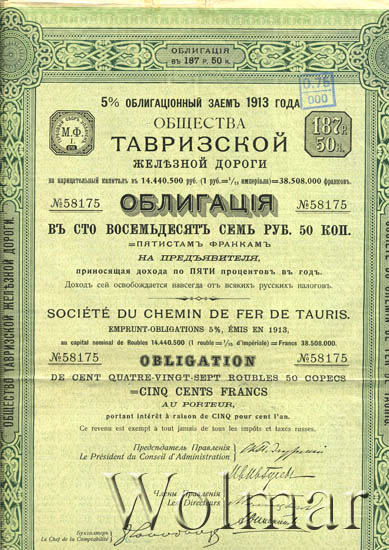 ОБЛИГАЦІЯ
въ 187 р. 50 к.
0.75
000
5% ОБЛИГАЦІОННЫЙ ЗАЕМЪ 1913 ГОДА
ОБЩЕСТВА
ТАВРИЗСКОЙ
ЖЕЛѢЗНОЙ ДОРОГИ
М.Ф.
187 р.
50 к.
на нарицательный капиталъ въ 14.440.500 руб. (1 руб.=1/15 имперіала)=38.508.000 франковъ.
№58175 ОБЛИГАЦІЯ №58175
ВЪ СТО ВОСЕМЬДЕСЯТЪ СЕМЬ РУБ. 50 КОП.
=ПЯТИСТАМЪ ФРАНКАМЪ
НА ПРЕДЪЯВИТЕЛЯ,
приносящая дохода по ПЯТИ процентовъ въ годъ.
Доходъ сей освобождается навсегда отъ всякихъ русскихъ налоговъ.
SOCIÉTÉ DU CHEMIN DE FER DE TAURIS.
EMPRUNT-OBLIGATIONS 5%, ÉMIS EN 1913,
au capital nominal de Roubles 14.440.500 (1 rouble=1/15 d'impériale)=Francs 38.508.000.
№58175 OBLIGATION №58175
DE CENT QUATRE-VINGT-SEPT ROUBLES 50 COPECS
=CINQ CENTS FRANCS
AU PORTEUR,
portant intérêt à raison de CINQ pour cent l'an.
Ce revenu est exempt à tout jamais de tous les impôts et taxes russes.
Предсѣдатель Правленія
Le Président du Conseil d'Administration
Члены Правленія
Les Directeurs
Бухгалтеръ
Le Chef de la Comptabilité
ОБЩЕСТВО ТАВРИЗСКОЙ ЖЕЛѢЗНОЙ ДОРОГИ
Wolmar